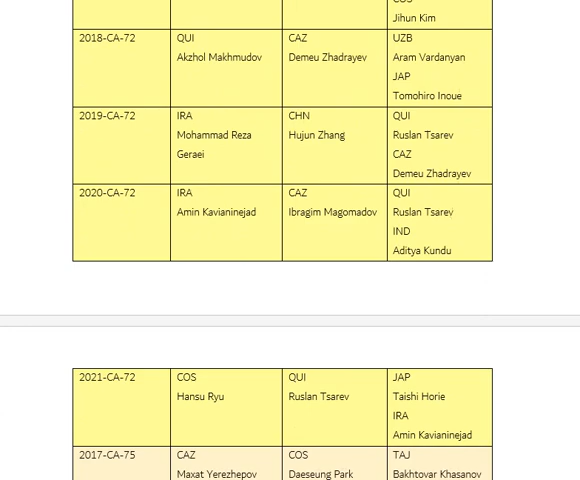 COS
Jihun Kim
2018-CA-72
QUI
Akzhol Makhmudov
CAZ
Demeu Zhadrayev
UZB
Aram Vardanyan
JAP
Tomohiro Inoue
2019-CA-72
IRA
Mohammad Reza
Geraei
CHN
Hujun Zhang
QUI
Ruslan Tsarev
CAZ
Demeu Zhadrayev
2020-CA-72
IRA
Amin Kavianinejad
CAZ
Ibragim Magomadov
QUI
Ruslan Tsarev
IND
Aditya Kundu
2021-CA-72
COS
Hansu Ryu
QUI
Ruslan Tsarev
JAP
Taishi Horie
IRA
Amin Kavianinejad
2017-CA-75
CAZ
Maxat Yerezhepov
COS
Daeseung Park
TAJ
Bakhtovar Khasanov